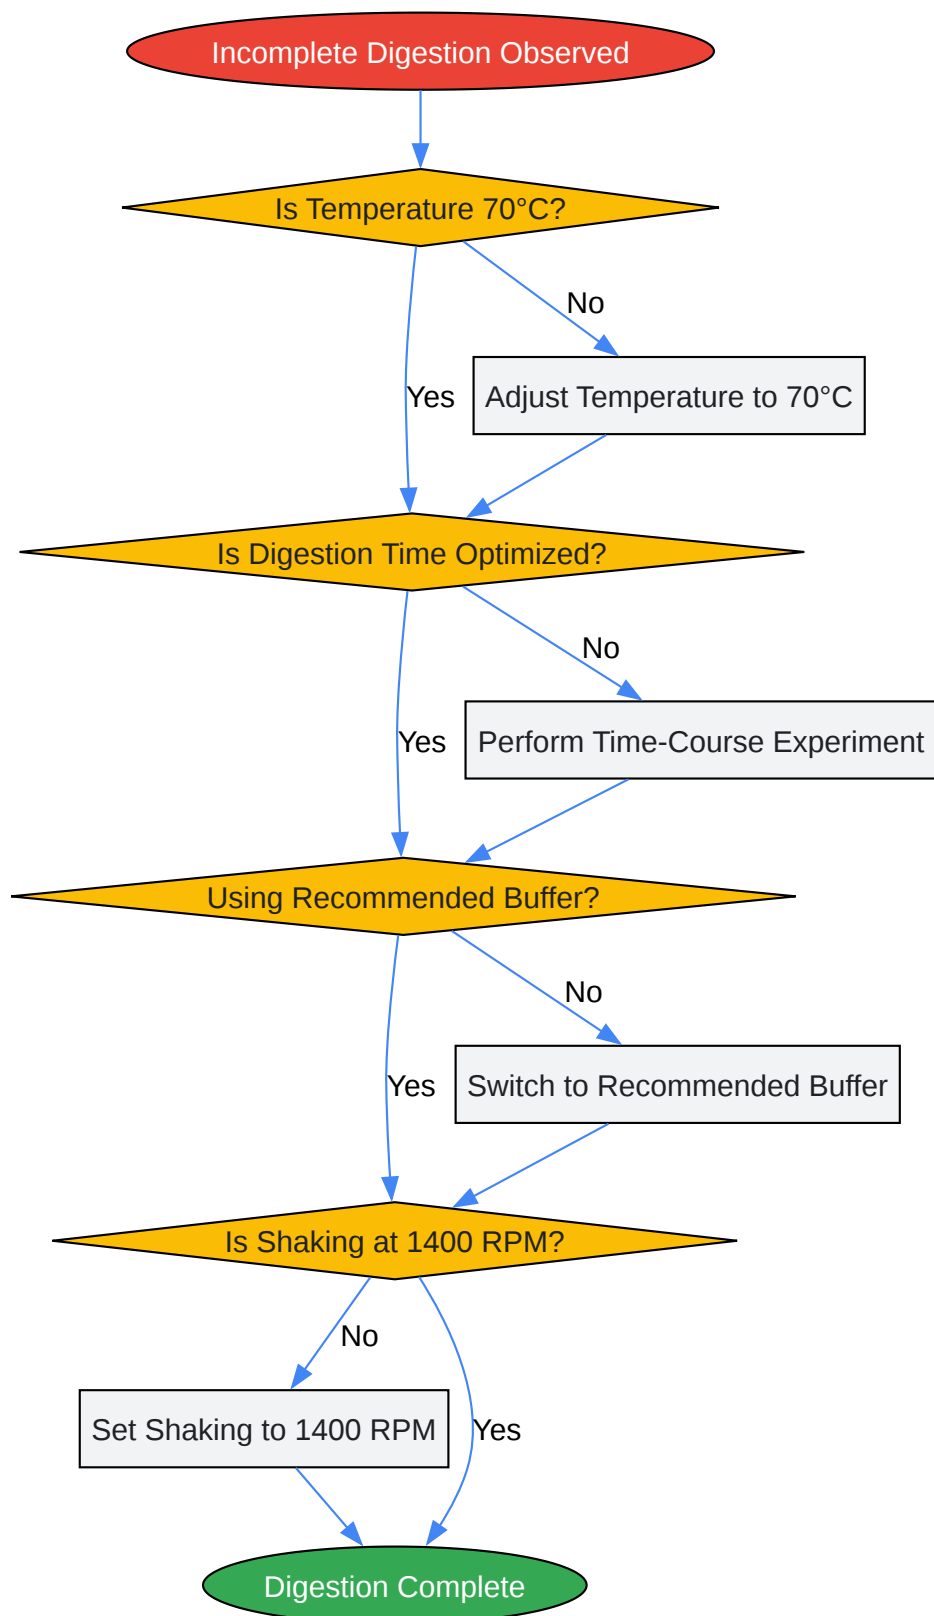 Incomplete Digestion Observed
Is Temperature 70°C?
No
Yes
Adjust Temperature to 70°C
Is Digestion Time Optimized?
No
Yes
Perform Time-Course Experiment
Using Recommended Buffer?
No
Yes
Switch to Recommended Buffer
Is Shaking at 1400 RPM?
No
Set Shaking to 1400 RPM
Yes
Digestion Complete